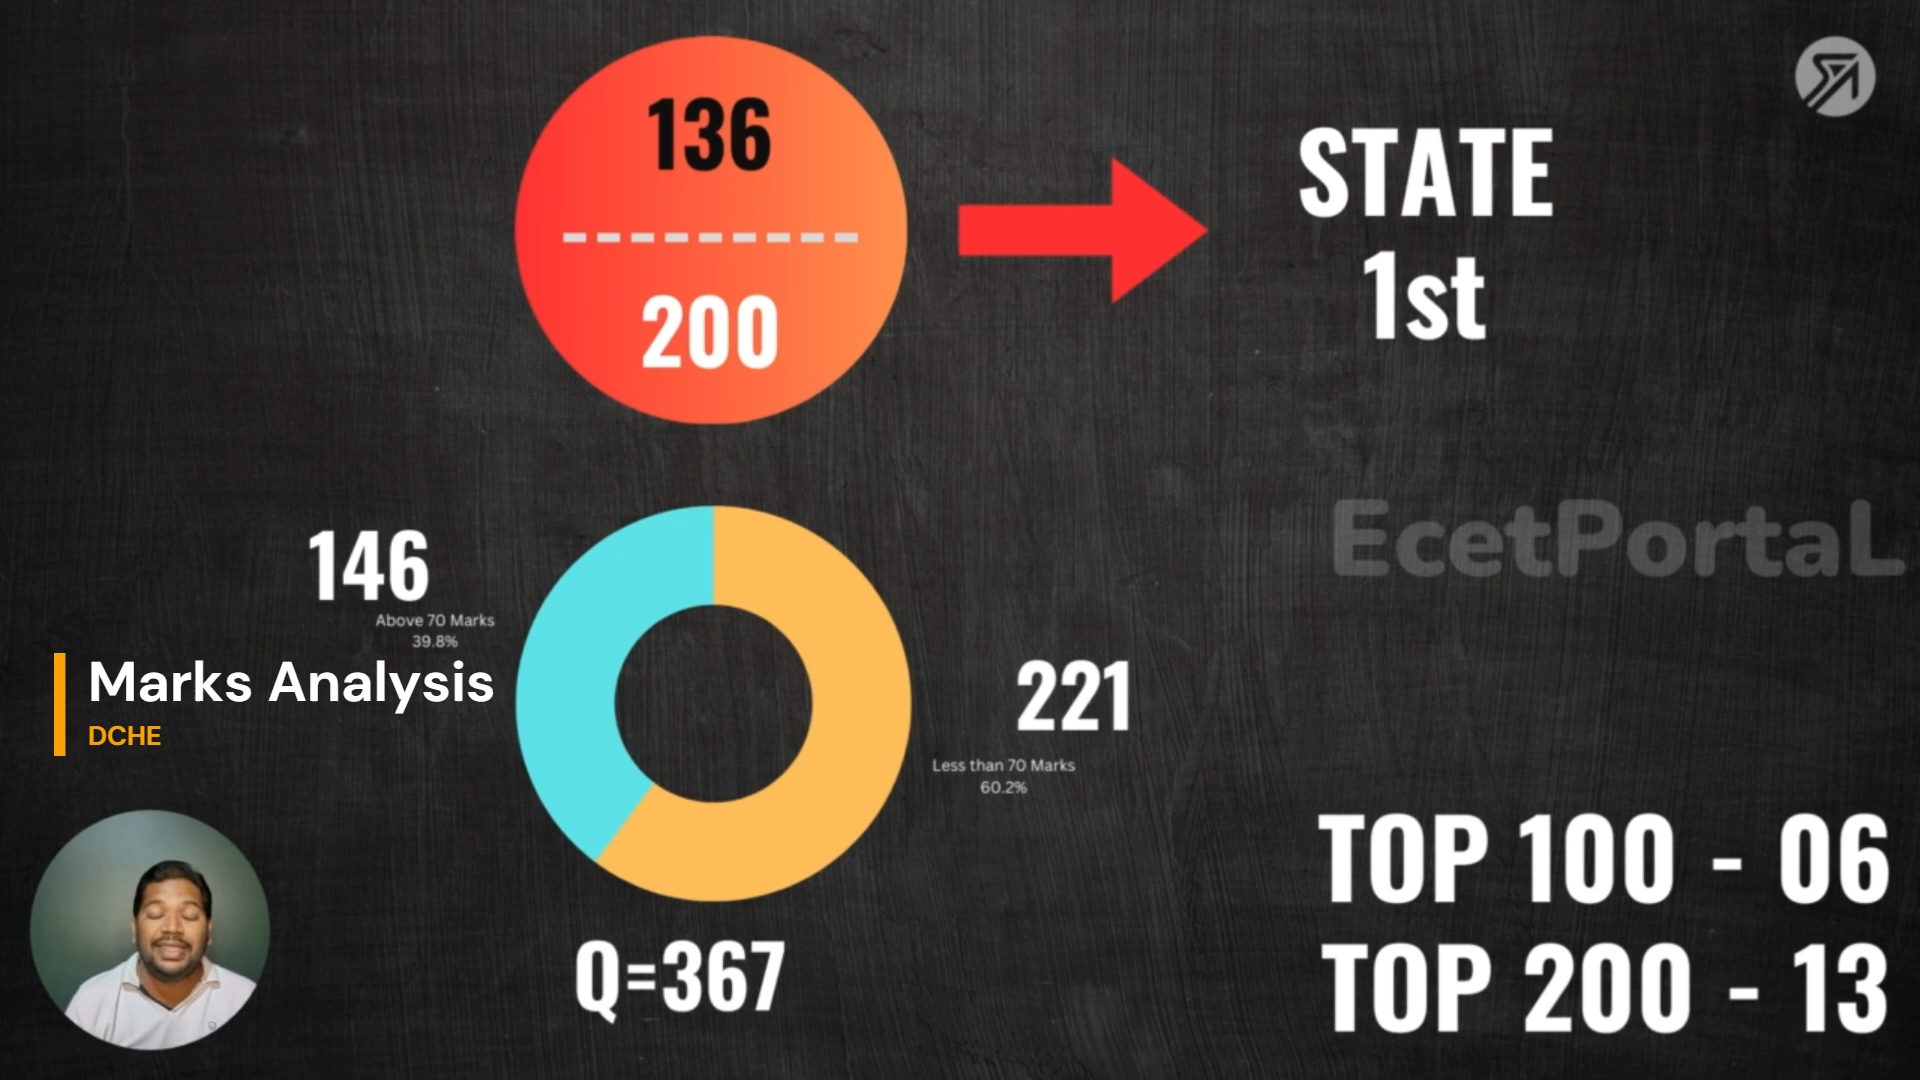 136
200
STATE
1st
EcetPortaL
146
Above 70 Marks
39.8%
Marks Analysis
DCHE
221
Less than 70 Marks
60.2%
Q=367
TOP 100 - 06
TOP 200 - 13